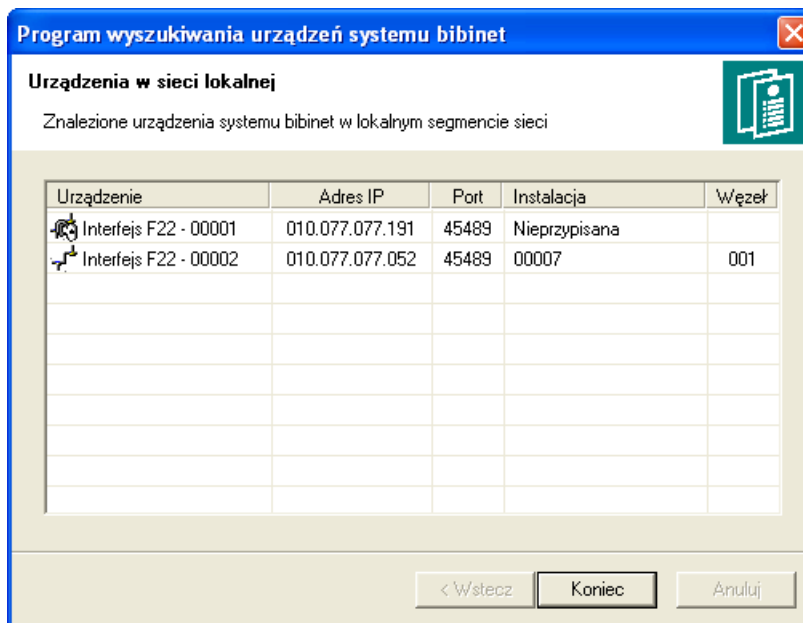 Program wyszukiwania urządzeń systemu bibinet
Urządzenia w sieci lokalnej
Znalezione urządzenia systemu bibinet w lokalnym segmencie sieci
Urządzenie Adres IP Port Instalacja Węzeł
Interfejs F22 - 00001 010.077.077.191 45489 Nieprzypisana
Interfejs F22 - 00002 010.077.077.052 45489 00007 001
< Wstecz Koniec Anuluj